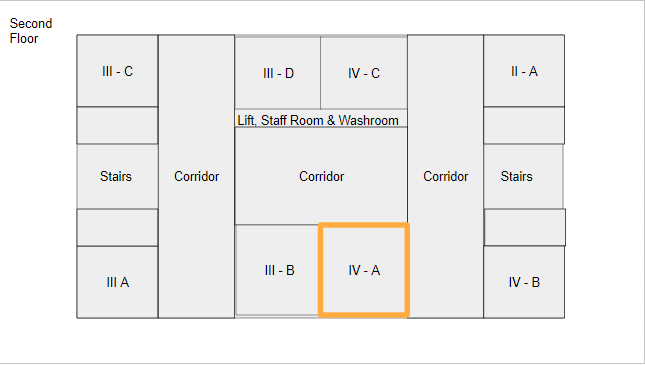 Second
Floor
III - C
III - D
IV - C
II - A
Lift, Staff Room & Washroom
Stairs
Corridor
Corridor
Corridor
Stairs
III A
III - B
IV - A
IV - B